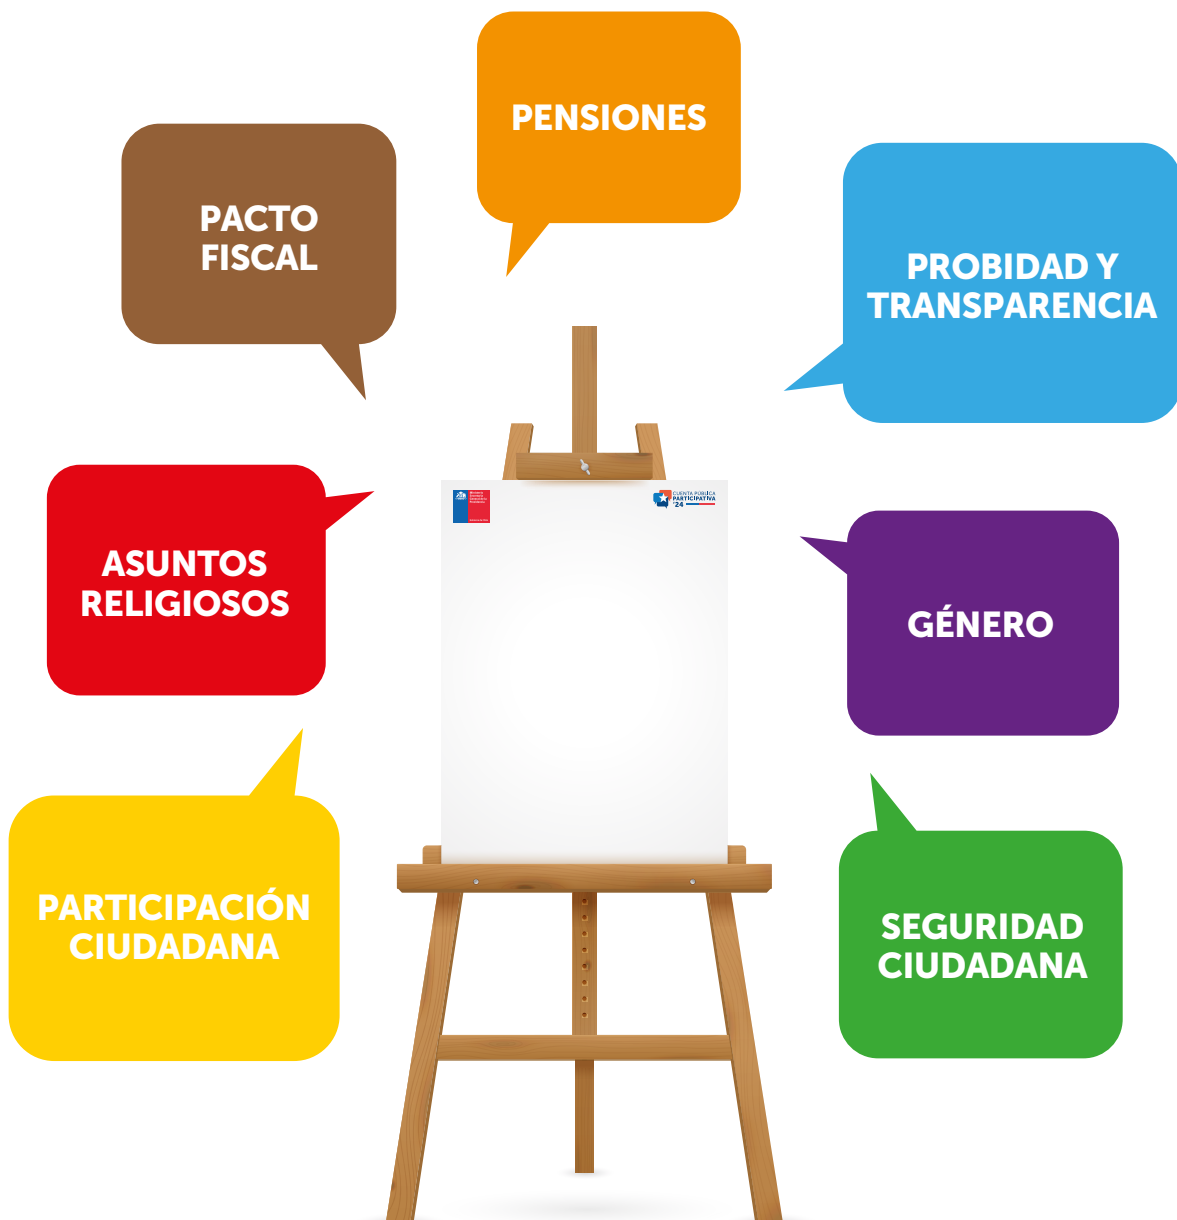 PENSIONES
PACTO
FISCAL
PROBIDAD Y
TRANSPARENCIA
ASUNTOS
RELIGIOSOS
CUENTA PÚBLICA
PARTICIPATIVA
'24
GÉNERO
PARTICIPACIÓN
CIUDADANA
SEGURIDAD
CIUDADANA